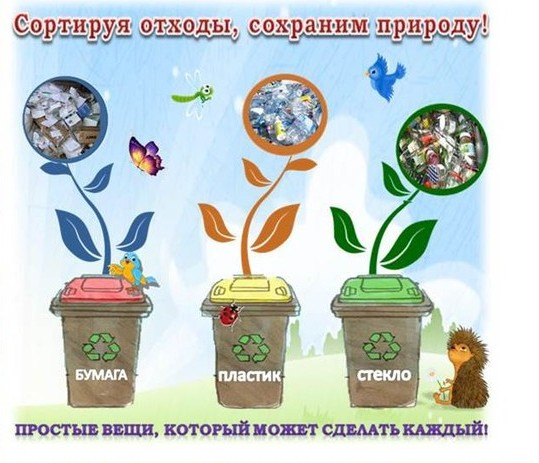 Сортируя отходы, сохраним природу!
БУМАГА
пластик
стекло
ПРОСТЫЕ ВЕЩИ, КОТОРЫЙ МОЖЕТ СДЕЛАТЬ КАЖДЫЙ!